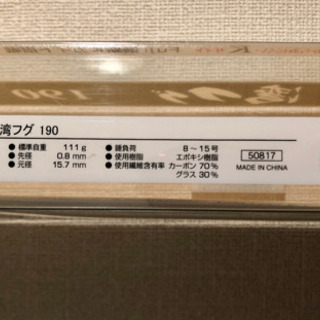 190
湾フグ 190
●標準自重 111g ●錘負荷 8～15号
●先径 0.8mm ●使用樹脂 エポキシ樹脂 50817
●元径 15.7mm ●使用繊維含有率 カーボン 70% MADE IN CHINA
グラス 30%